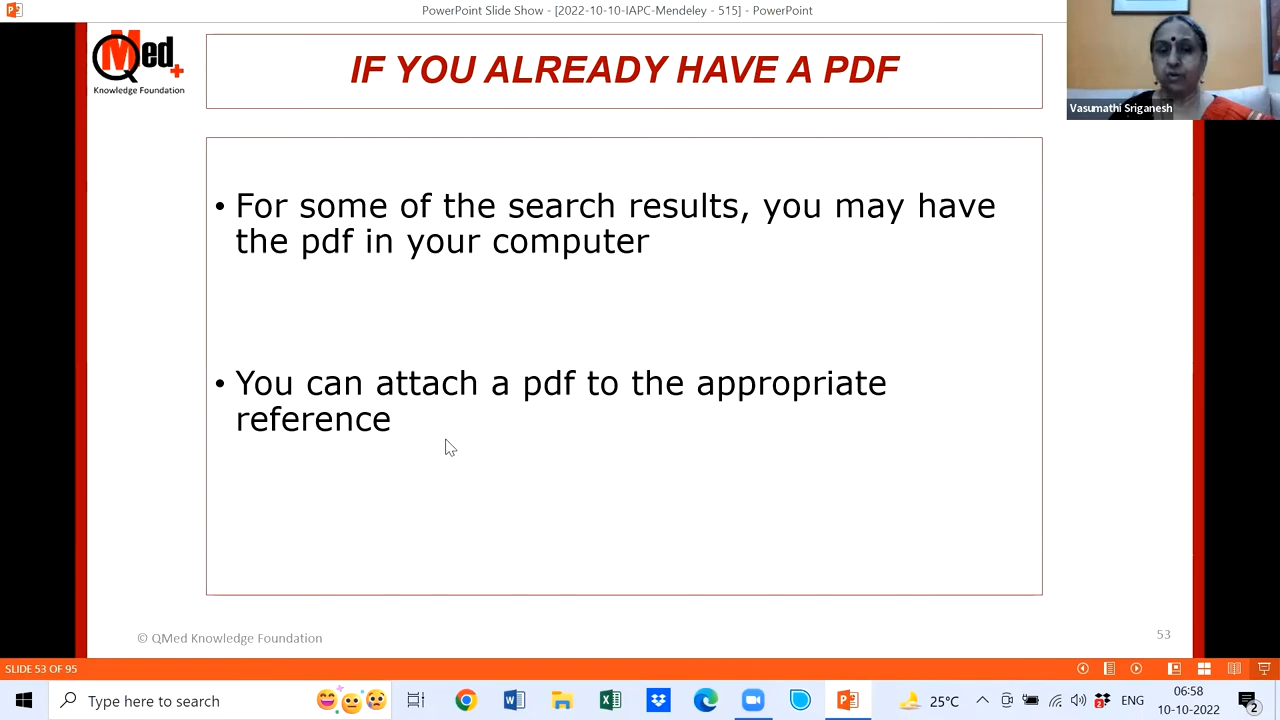 PowerPoint Slide Show - [2022-10-10-IAPC-Mendeley - 515] - PowerPoint
QMed
Knowledge Foundation
IF YOU ALREADY HAVE A PDF
Vasumathi Sriganesh
• For some of the search results, you may have
the pdf in your computer
• You can attach a pdf to the appropriate
reference
© QMed Knowledge Foundation
53
SLIDE 53 OF 95
Type here to search
25°C
2
ENG
06:58
10-10-2022
2